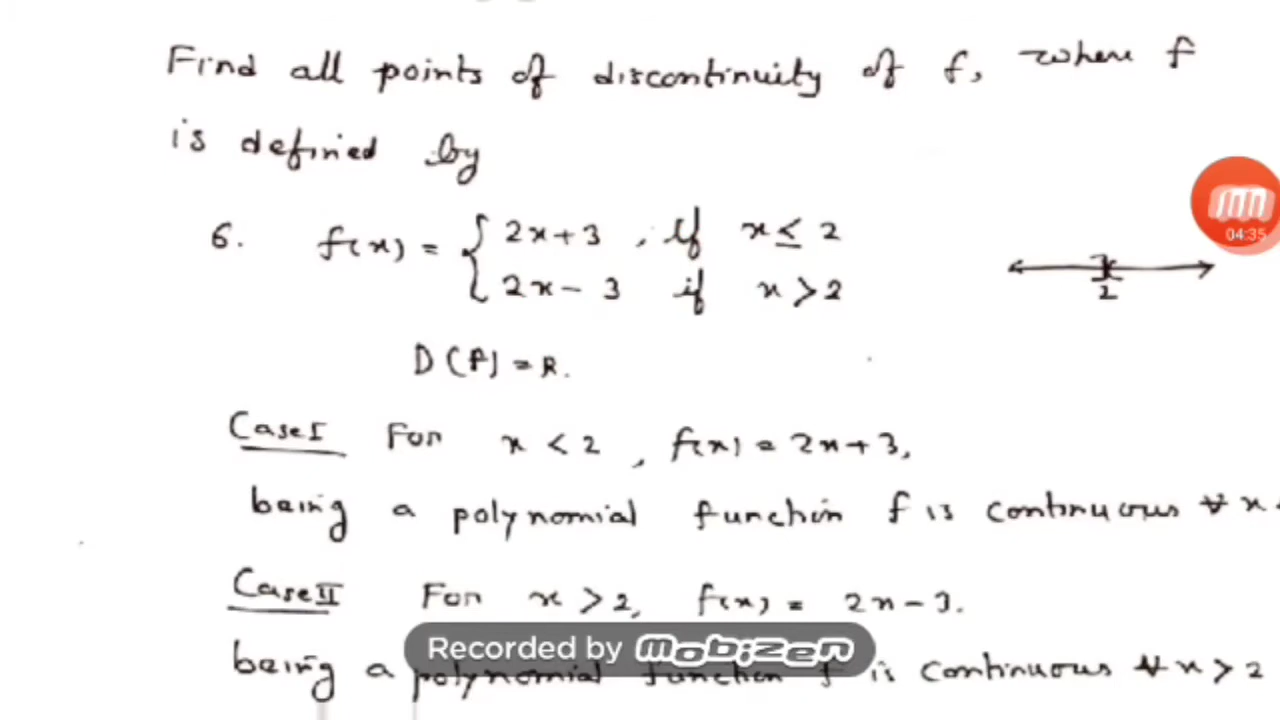 Find all points of discontinuity of f, where f
is defined by
04:35
6. f(x) = { 2x+3 , if x ≤ 2
2x - 3 if x > 2
2
D(f) = R.
Case I For x < 2 , f(x) = 2x+3,
being a polynomial function f is continuous ∀ x <
Case II For x > 2, f(x) = 2x - 3.
Recorded by mobizen
being a polynomial function f is continuous ∀ x > 2